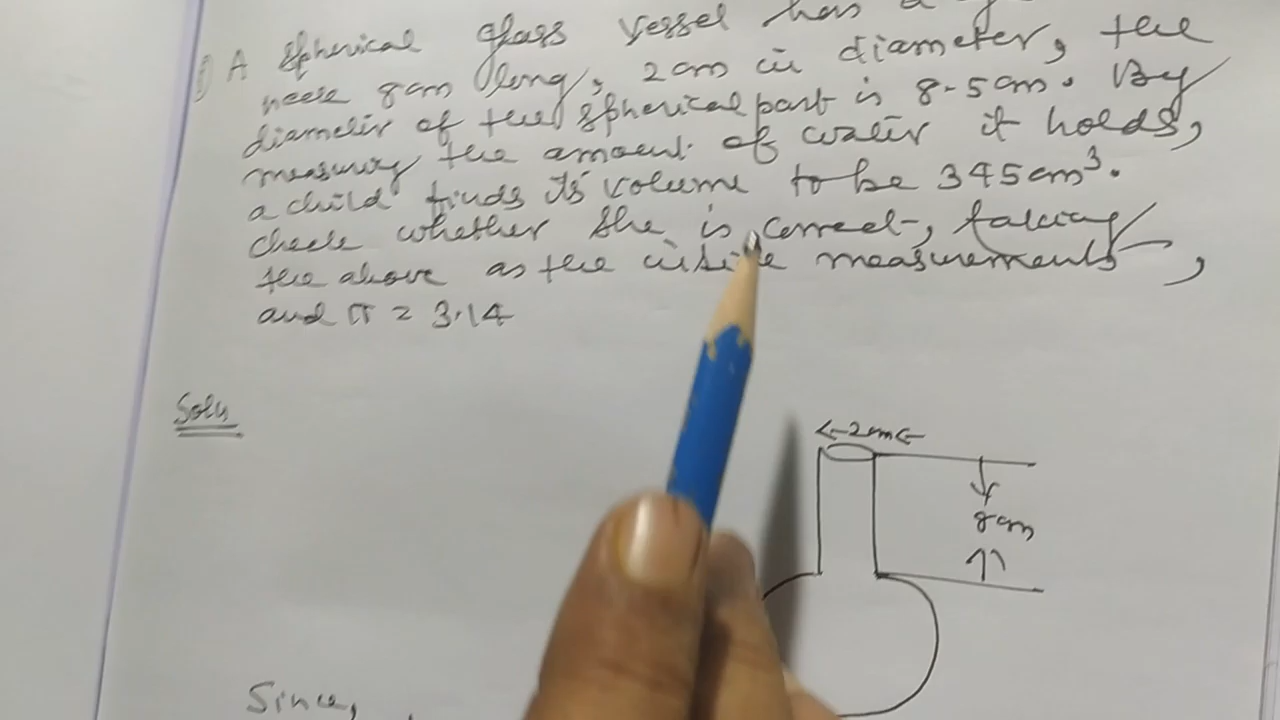 A spherical glass vessel has a
neck 8cm long, 2cm in diameter, the
diameter of the spherical part is 8.5cm. By
measuring the amount of water it holds,
a child finds its volume to be 345cm³.
check whether she is correct, taking
the above as the inside measurements,
and π = 3.14
Soln
2cm
8cm
Since,